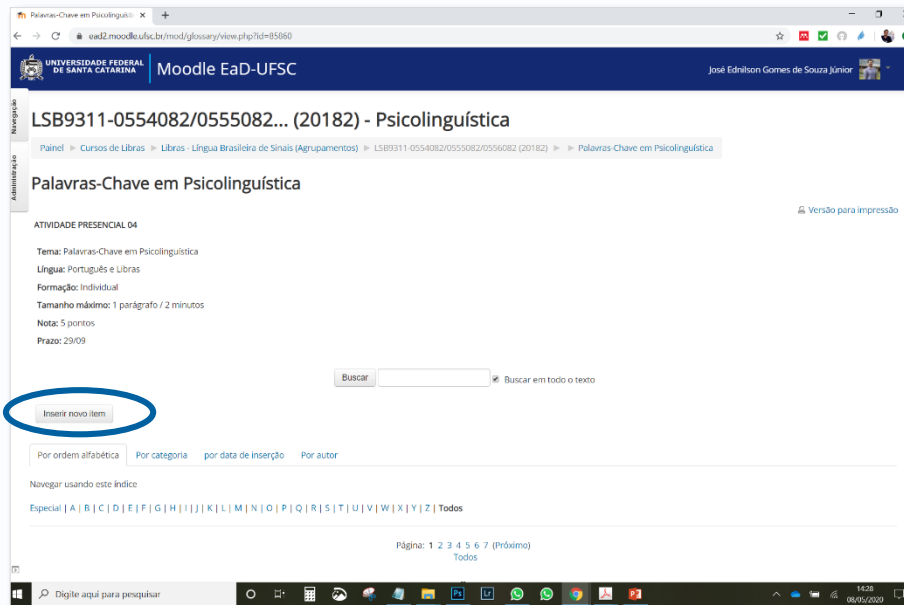 Palavras-Chave em Psicolinguísti
ead2.moodle.ufsc.br/mod/glossary/view.php?id=85860
UNIVERSIDADE FEDERAL
DE SANTA CATARINA
Moodle EaD-UFSC
José Ednilson Gomes de Souza Júnior
Navegação
Administração
LSB9311-0554082/0555082... (20182) - Psicolinguística
Painel ► Cursos de Libras ► Libras - Língua Brasileira de Sinais (Agrupamentos) ► LSB9311-0554082/0555082/0556082 (20182) ► ► Palavras-Chave em Psicolinguística
Palavras-Chave em Psicolinguística
Versão para impressão
ATIVIDADE PRESENCIAL 04
Tema: Palavras-Chave em Psicolinguística
Língua: Português e Libras
Formação: Individual
Tamanho máximo: 1 parágrafo / 2 minutos
Nota: 5 pontos
Prazo: 29/09
Buscar
Buscar em todo o texto
Inserir novo item
Por ordem alfabética Por categoria por data de inserção Por autor
Navegar usando este índice
Especial | A | B | C | D | E | F | G | H | I | J | K | L | M | N | O | P | Q | R | S | T | U | V | W | X | Y | Z | Todos
Página: 1 2 3 4 5 6 7 (Próximo)
Todos
Digite aqui para pesquisar
Ps
Lr
14:28
08/05/2020